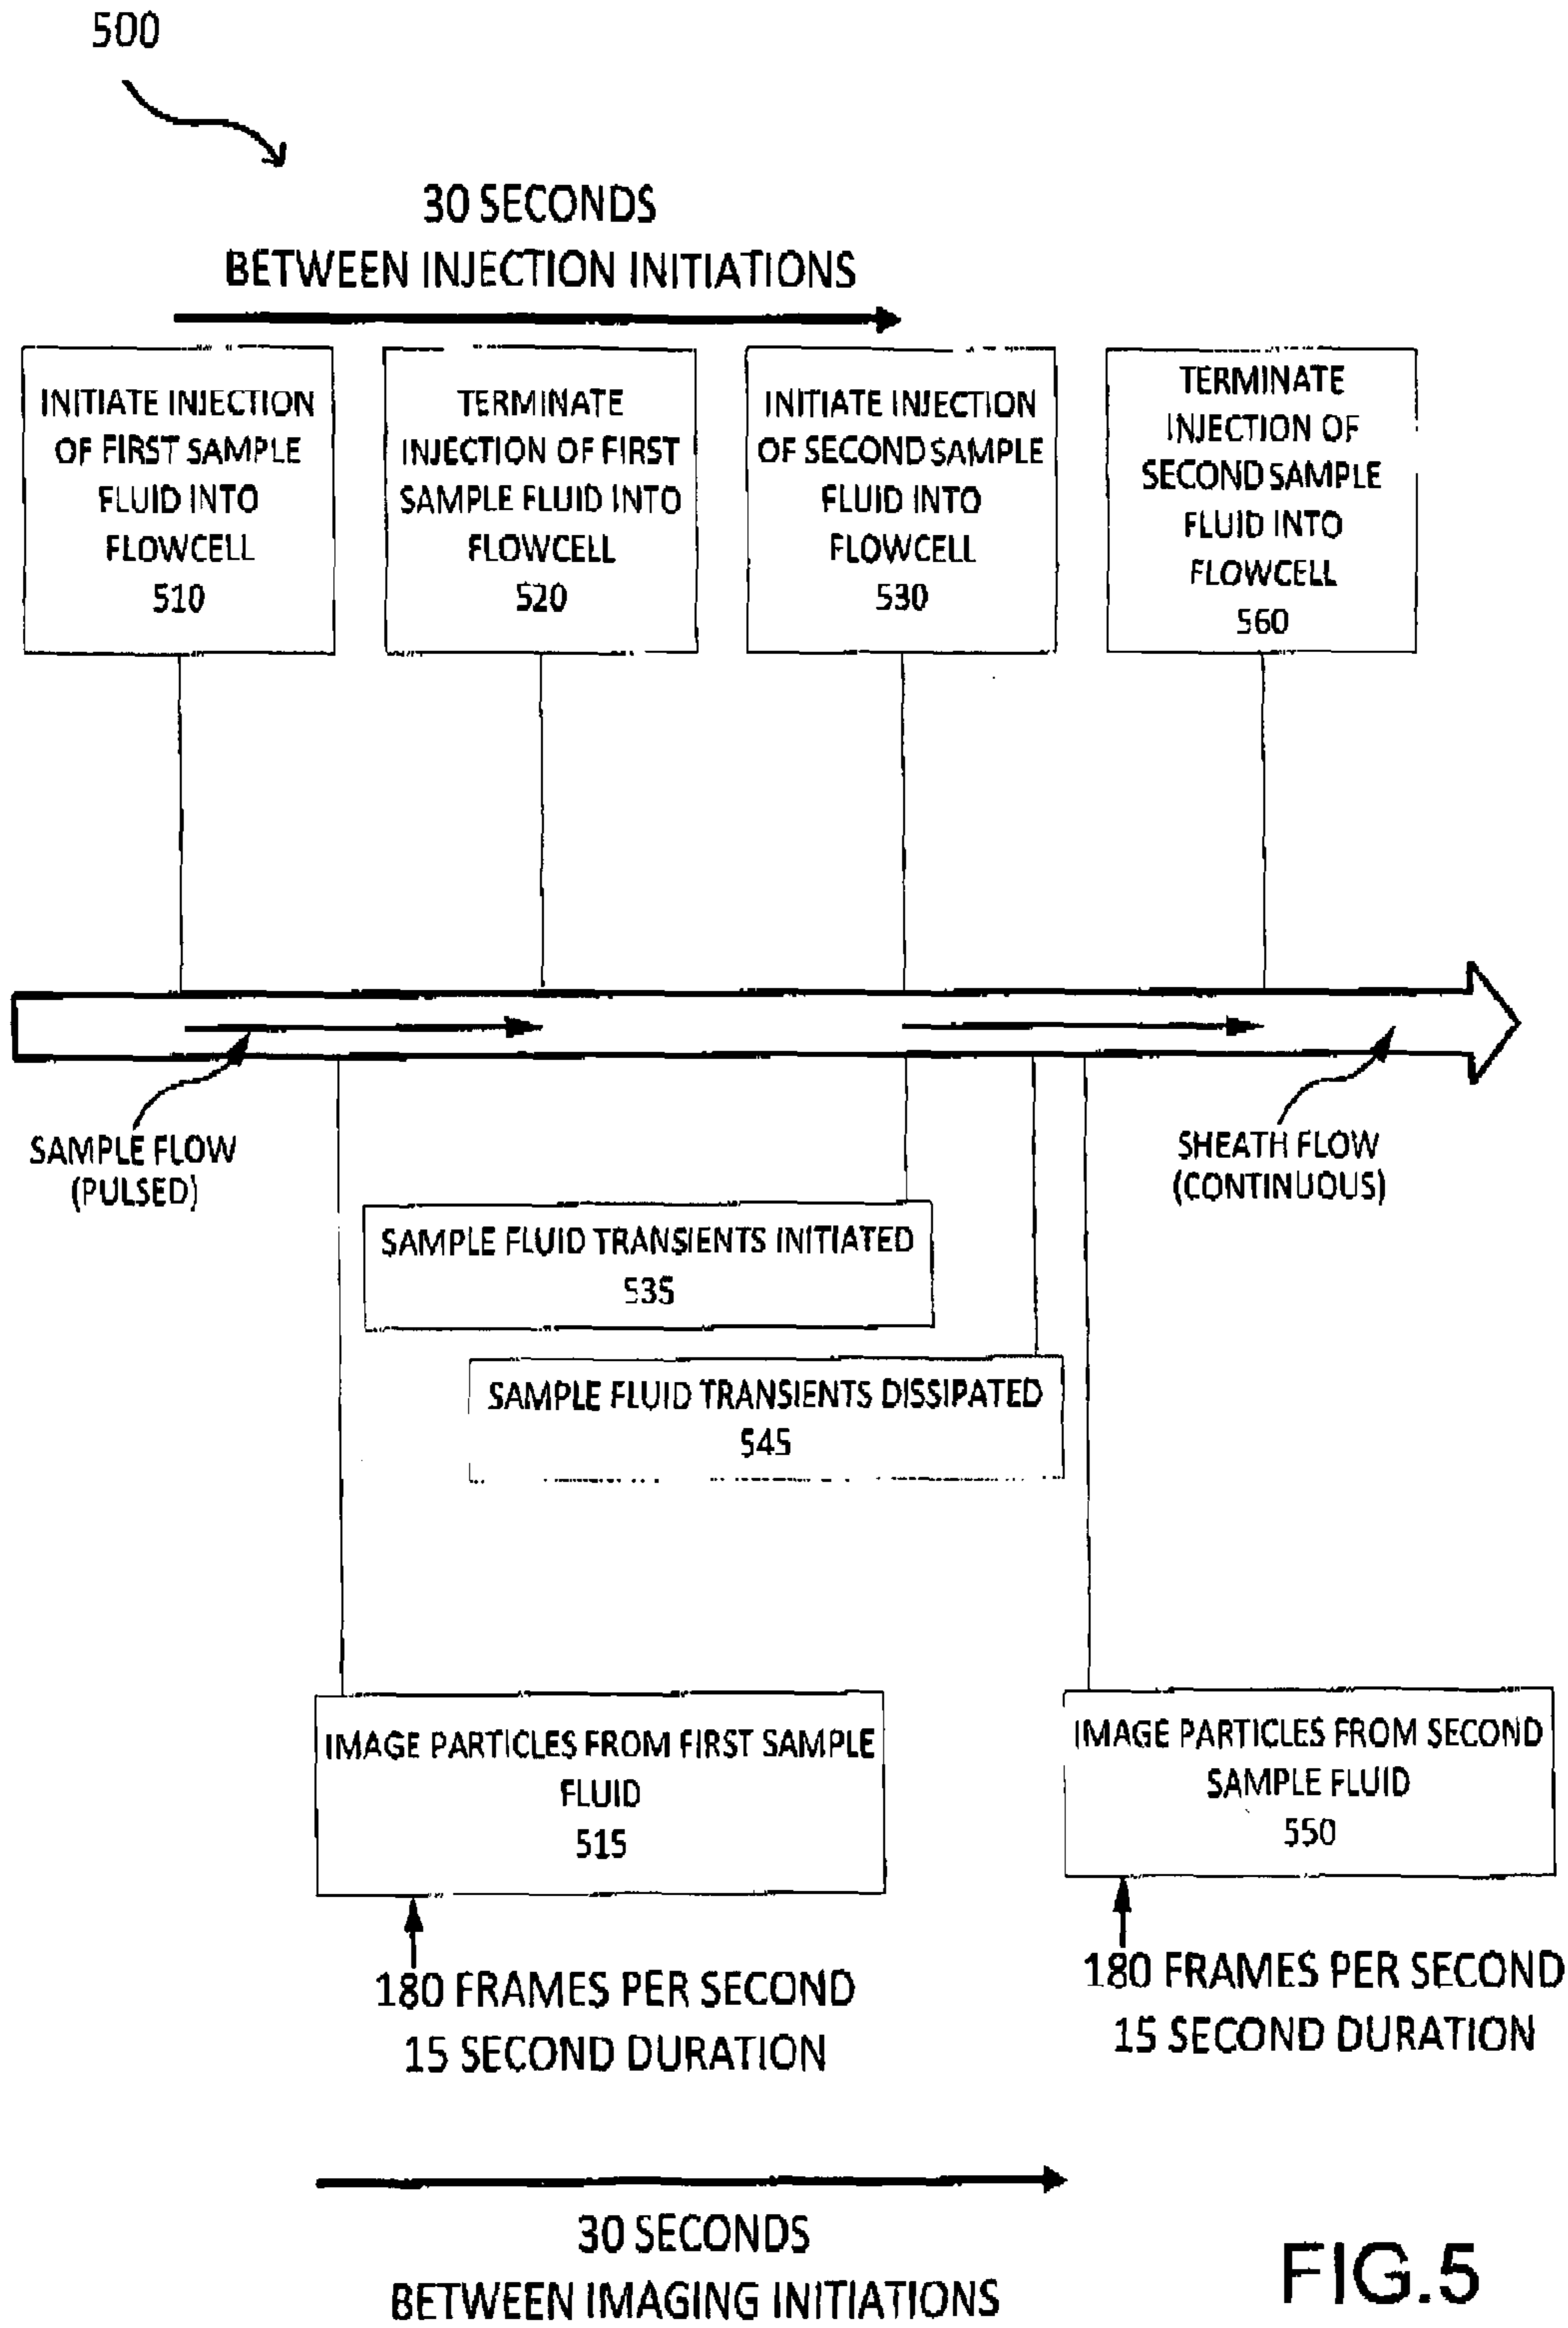 500
30 SECONDS
BETWEEN INJECTION INITIATIONS
INITIATE INJECTION
OF FIRST SAMPLE
FLUID INTO
FLOWCELL
510
TERMINATE
INJECTION OF FIRST
SAMPLE FLUID INTO
FLOWCELL
520
INITIATE INJECTION
OF SECOND SAMPLE
FLUID INTO
FLOWCELL
530
TERMINATE
INJECTION OF
SECOND SAMPLE
FLUID INTO
FLOWCELL
560
SAMPLE FLOW
(PULSED)
SHEATH FLOW
(CONTINUOUS)
SAMPLE FLUID TRANSIENTS INITIATED
535
SAMPLE FLUID TRANSIENTS DISSIPATED
545
IMAGE PARTICLES FROM FIRST SAMPLE
FLUID
515
IMAGE PARTICLES FROM SECOND
SAMPLE FLUID
550
180 FRAMES PER SECOND
15 SECOND DURATION
180 FRAMES PER SECOND
15 SECOND DURATION
30 SECONDS
BETWEEN IMAGING INITIATIONS
FIG.5